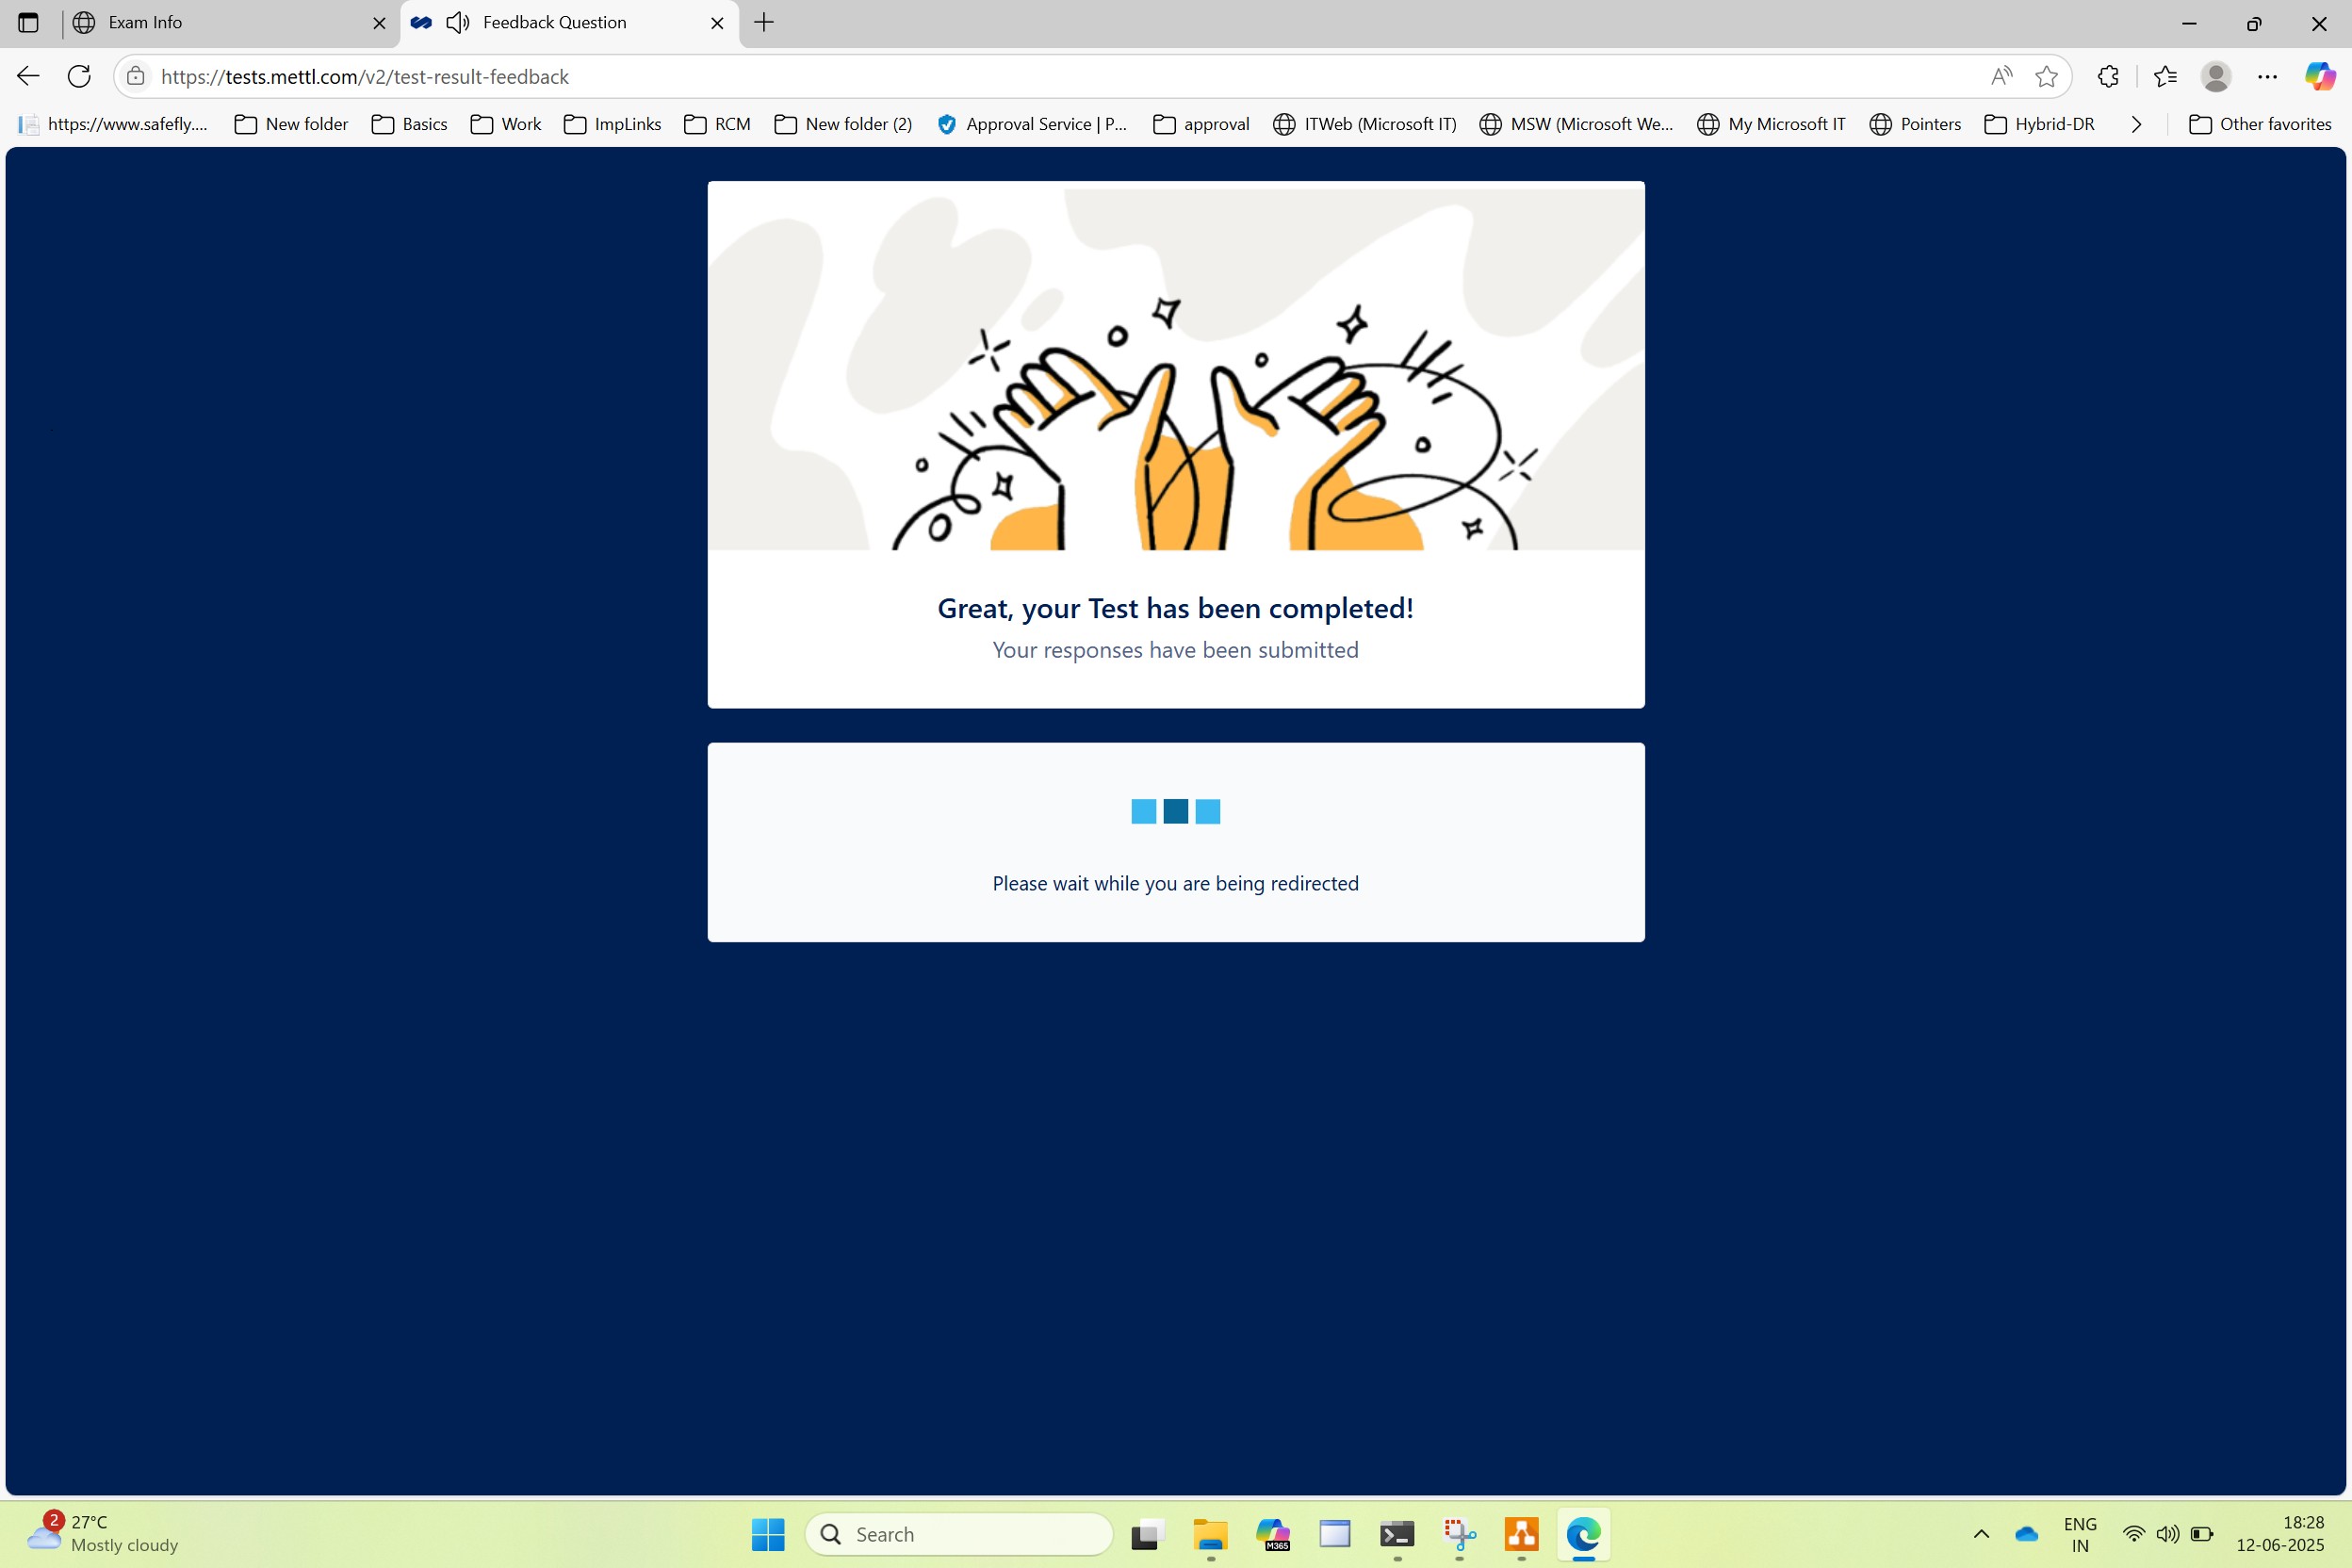 Exam Info
Feedback Question
https://tests.mettl.com/v2/test-result-feedback
https://www.safefly.... New folder Basics Work ImpLinks RCM New folder (2) Approval Service | P... approval ITWeb (Microsoft IT) MSW (Microsoft We... My Microsoft IT Pointers Hybrid-DR Other favorites
Great, your Test has been completed!
Your responses have been submitted
Please wait while you are being redirected
2
27°C
Mostly cloudy
Search
M365
ENG
IN
18:28
12-06-2025